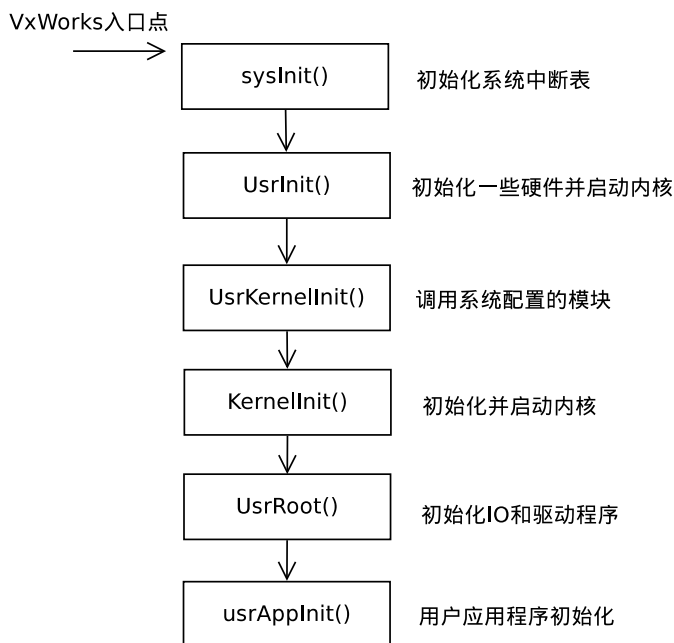 VxWorks入口点
sysInit()
初始化系统中断表
UsrInit()
初始化一些硬件并启动内核
UsrKernelInit()
调用系统配置的模块
KernelInit()
初始化并启动内核
UsrRoot()
初始化IO和驱动程序
usrAppInit()
用户应用程序初始化